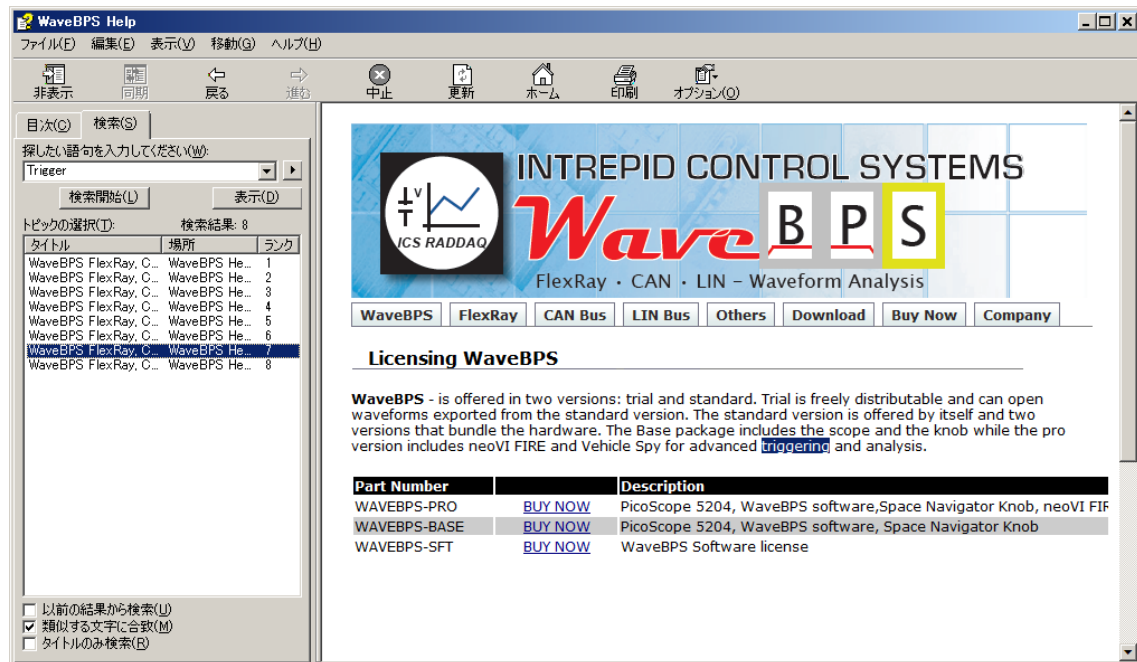 WaveBPS Help
ファイル(F) 編集(E) 表示(V) 移動(G) ヘルプ(H)
非表示 同期 戻る 進む 中止 更新 ホーム 印刷 オプション(O)
目次(C) 検索(S)
探したい語句を入力してください(W):
Trigger
検索開始(L) 表示(D)
トピックの選択(T): 検索結果: 8
タイトル 場所 ランク
WaveBPS FlexRay, C... WaveBPS He... 1
WaveBPS FlexRay, C... WaveBPS He... 2
WaveBPS FlexRay, C... WaveBPS He... 3
WaveBPS FlexRay, C... WaveBPS He... 4
WaveBPS FlexRay, C... WaveBPS He... 5
WaveBPS FlexRay, C... WaveBPS He... 6
WaveBPS FlexRay, C... WaveBPS He... 7
WaveBPS FlexRay, C... WaveBPS He... 8
以前の結果から検索(U)
類似する文字に合致(M)
タイトルのみ検索(R)
V
ICS RADDAQ
INTREPID CONTROL SYSTEMS
Wave BPS
FlexRay · CAN · LIN – Waveform Analysis
WaveBPS FlexRay CAN Bus LIN Bus Others Download Buy Now Company
Licensing WaveBPS
WaveBPS - is offered in two versions: trial and standard. Trial is freely distributable and can open
waveforms exported from the standard version. The standard version is offered by itself and two
versions that bundle the hardware. The Base package includes the scope and the knob while the pro
version includes neoVI FIRE and Vehicle Spy for advanced triggering and analysis.
Part Number Description
WAVEBPS-PRO BUY NOW PicoScope 5204, WaveBPS software,Space Navigator Knob, neoVI FIR
WAVEBPS-BASE BUY NOW PicoScope 5204, WaveBPS software, Space Navigator Knob
WAVEBPS-SFT BUY NOW WaveBPS Software license